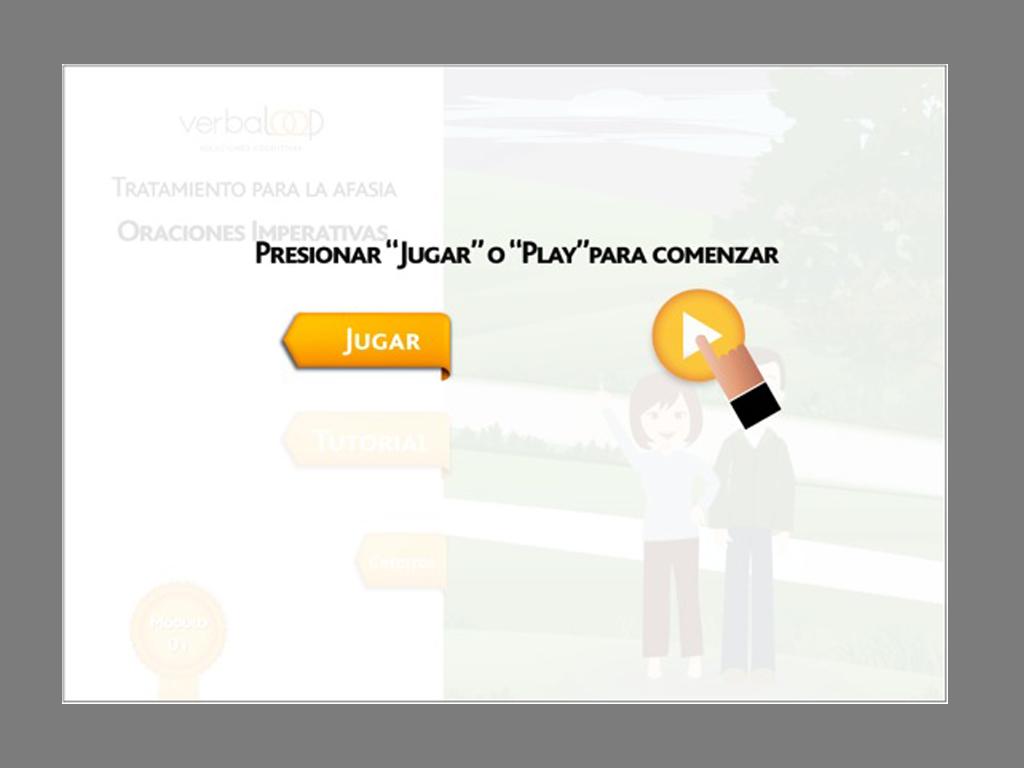 verbaloop
SOLUCIONES COGNITIVAS
TRATAMIENTO PARA LA AFASIA
ORACIONES IMPERATIVAS
PRESIONAR “JUGAR” O “PLAY”PARA COMENZAR
JUGAR
TUTORIAL
CRÉDITOS
Módulo
01